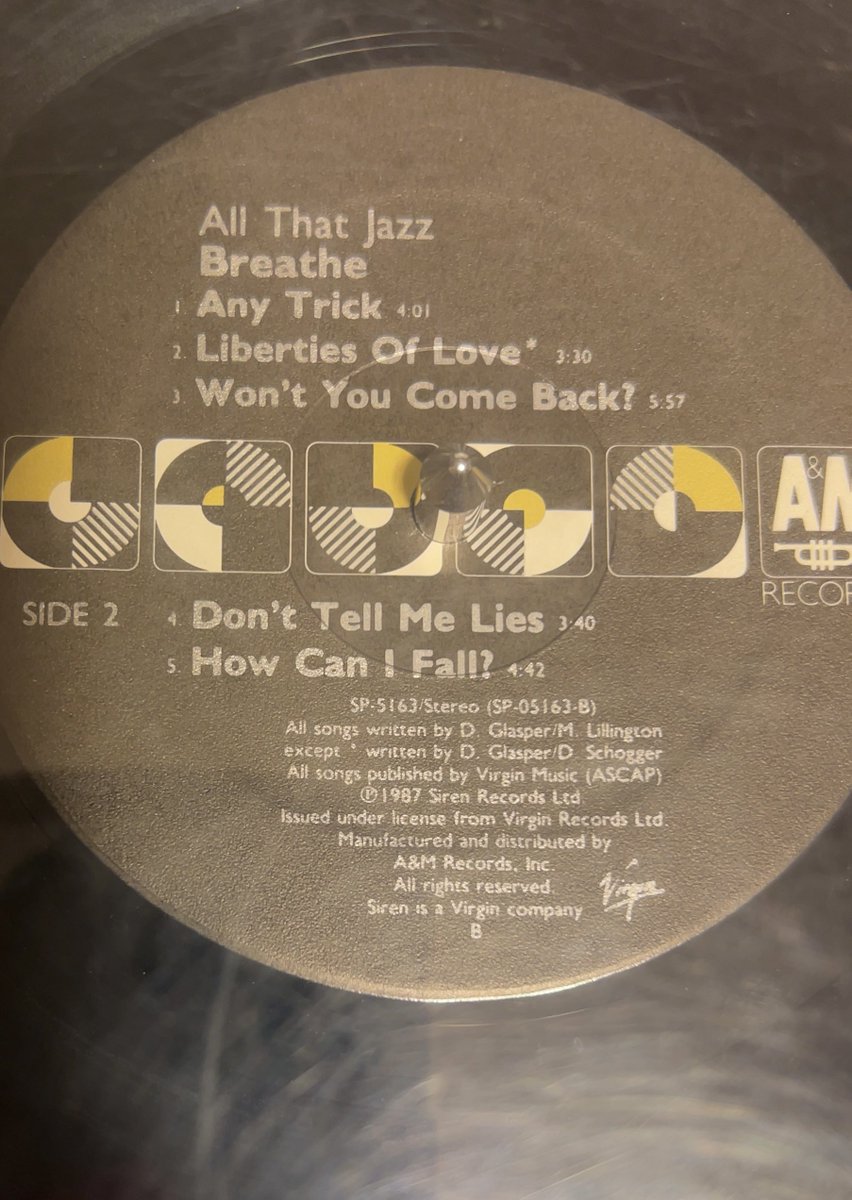 All That Jazz
Breathe
1. Any Trick 4:01
2. Liberties Of Love* 3:30
3. Won't You Come Back? 5:57
A&M
SIDE 2
4. Don't Tell Me Lies 3:40
5. How Can I Fall? 4:42
SP-5163/Stereo (SP-05163-B)
All songs written by D. Glasper/M. Lillington
except * written by D. Glasper/D. Schogger
All songs published by Virgin Music (ASCAP)
℗1987 Siren Records Ltd.
Issued under license from Virgin Records Ltd.
Manufactured and distributed by
A&M Records, Inc.
All rights reserved.
Siren is a Virgin company
Virgin
B